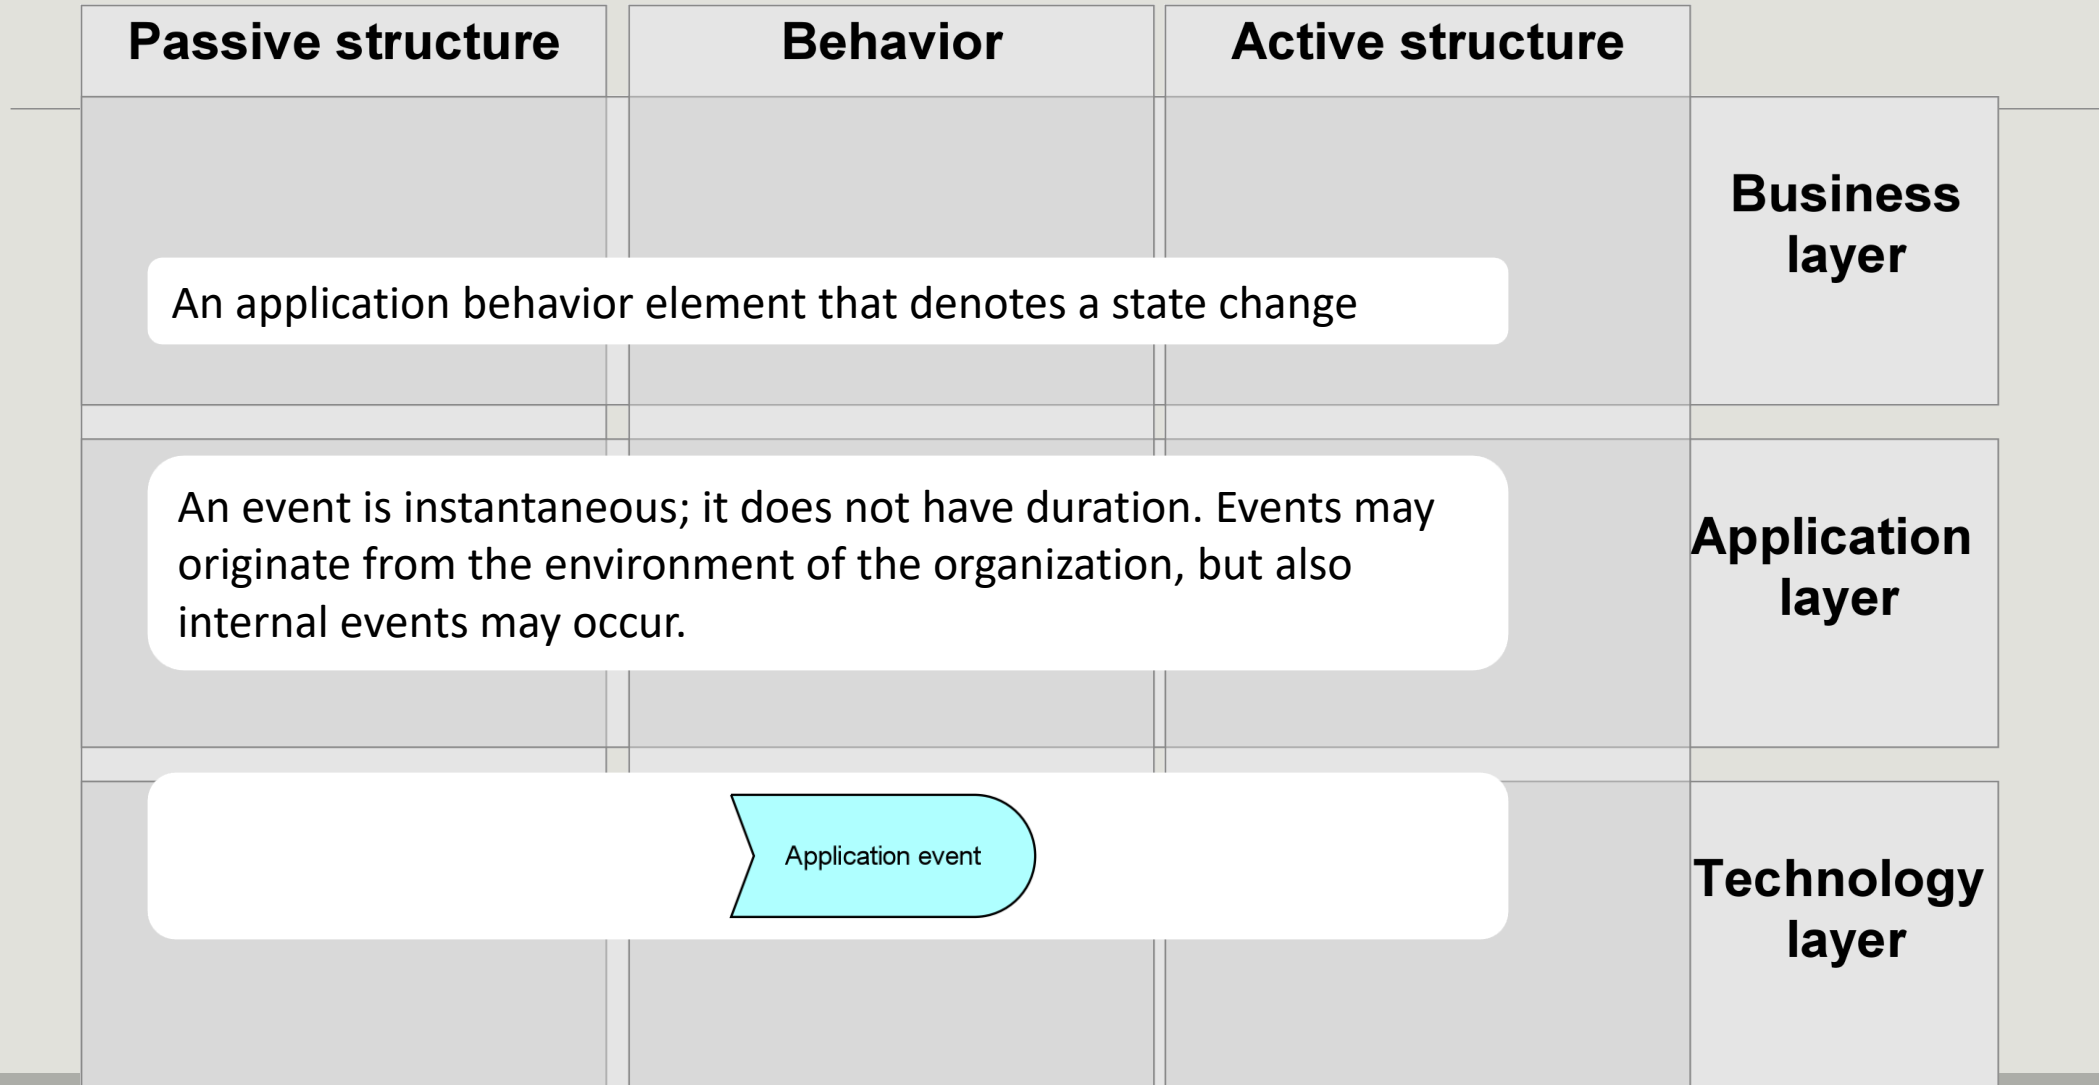 Passive structure
Behavior
Active structure
Business
layer
An application behavior element that denotes a state change
An event is instantaneous; it does not have duration. Events may
originate from the environment of the organization, but also
internal events may occur.
Application
layer
Application event
Technology
layer